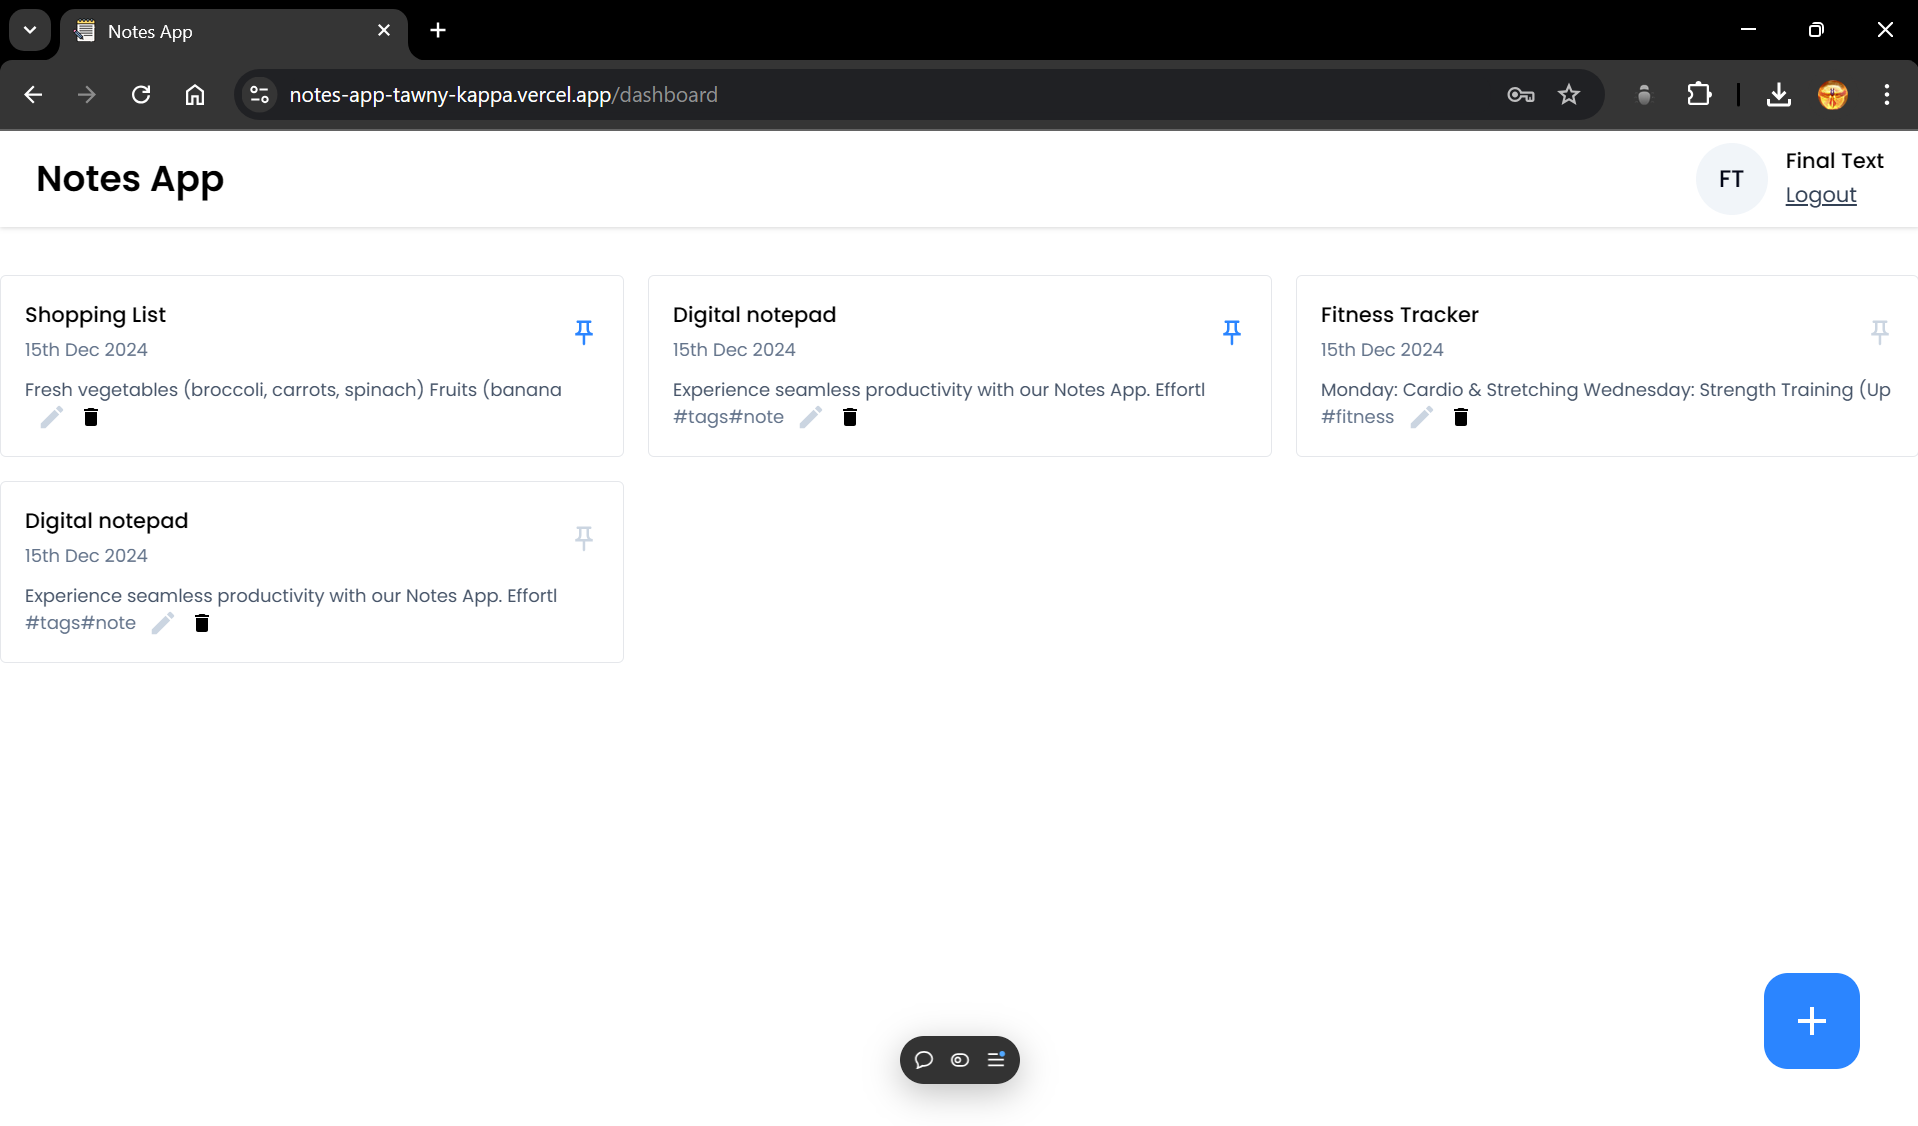 Notes App
notes-app-tawny-kappa.vercel.app/dashboard
Notes App
FT
Final Text
Logout
Shopping List
15th Dec 2024
Fresh vegetables (broccoli, carrots, spinach) Fruits (banana
Digital notepad
15th Dec 2024
Experience seamless productivity with our Notes App. Effortl
#tags#note
Fitness Tracker
15th Dec 2024
Monday: Cardio & Stretching Wednesday: Strength Training (Up
#fitness
Digital notepad
15th Dec 2024
Experience seamless productivity with our Notes App. Effortl
#tags#note